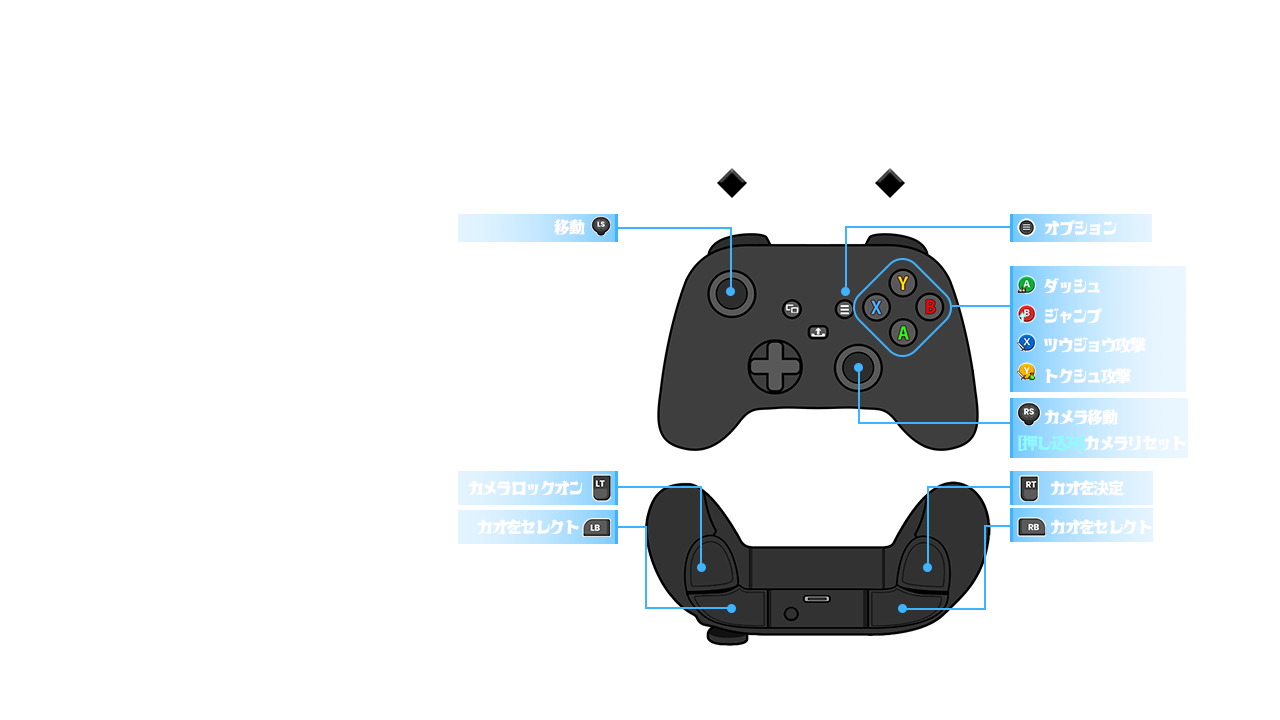 移動 LS
オプション
Y
X B
A
A ダッシュ
B ジャンプ
X ツウジョウ攻撃
Y トクシュ攻撃
RS カメラ移動
[押し込み]カメラリセット
カメラロックオン LT
RT カオを決定
カオをセレクト LB
RB カオをセレクト